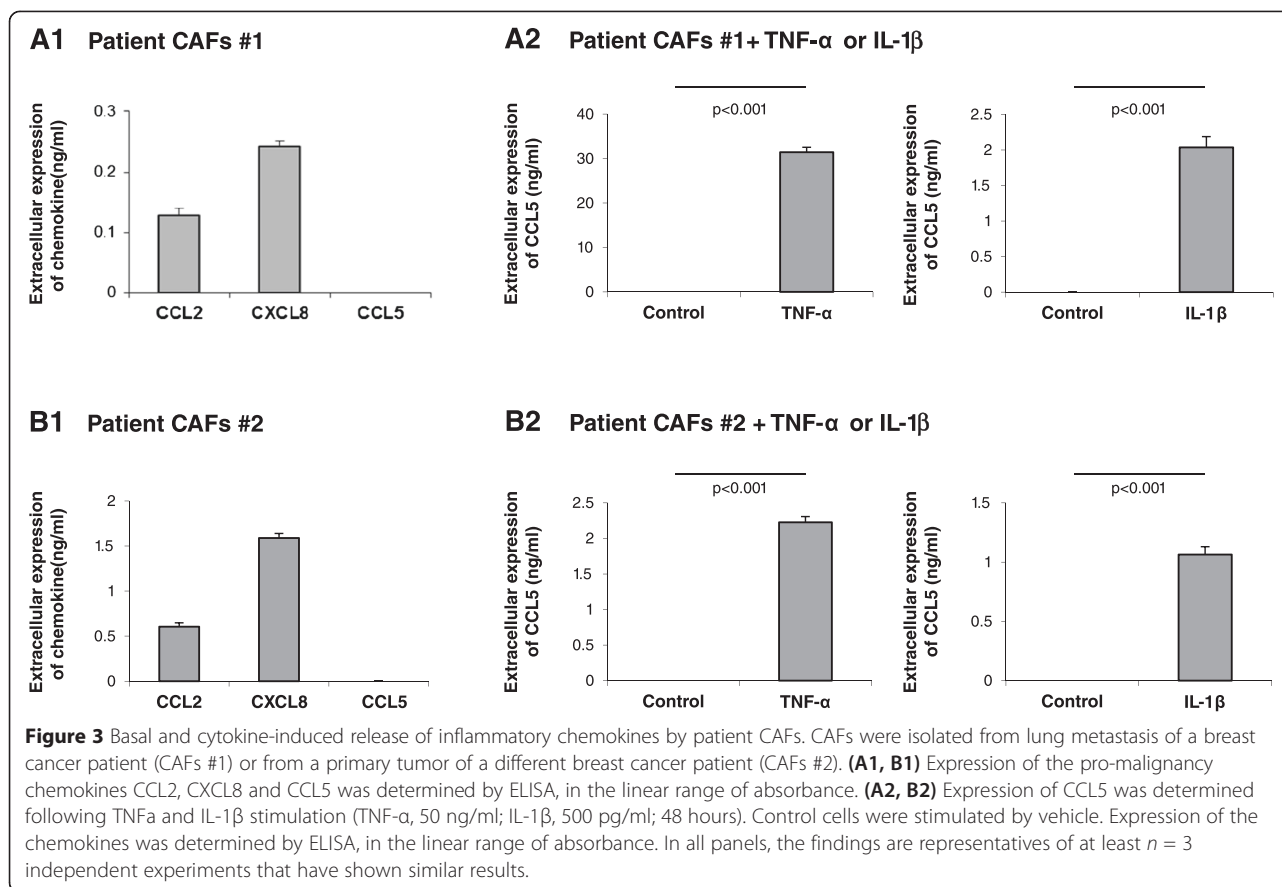 A1 Patient CAFs #1
Extracellular expression
of chemokine(ng/ml)
0.3
0.2
0.1
0
CCL2 CXCL8 CCL5
A2 Patient CAFs #1+ TNF-α or IL-1β
Extracellular expression
of CCL5 (ng/ml)
p<0.001
40
30
20
10
0
Control TNF-α
Extracellular expression
of CCL5 (ng/ml)
p<0.001
2.5
2
1.5
1
0.5
0
Control IL-1β
B1 Patient CAFs #2
Extracellular expression
of chemokine(ng/ml)
2
1.5
1
0.5
0
CCL2 CXCL8 CCL5
B2 Patient CAFs #2 + TNF-α or IL-1β
Extracellular expression
of CCL5 (ng/ml)
p<0.001
2.5
2
1.5
1
0.5
0
Control TNF-α
Extracellular expression
of CCL5 (ng/ml)
p<0.001
1.5
1
0.5
0
Control IL-1β
Figure 3 Basal and cytokine-induced release of inflammatory chemokines by patient CAFs. CAFs were isolated from lung metastasis of a breast
cancer patient (CAFs #1) or from a primary tumor of a different breast cancer patient (CAFs #2). (A1, B1) Expression of the pro-malignancy
chemokines CCL2, CXCL8 and CCL5 was determined by ELISA, in the linear range of absorbance. (A2, B2) Expression of CCL5 was determined
following TNFa and IL-1β stimulation (TNF-α, 50 ng/ml; IL-1β, 500 pg/ml; 48 hours). Control cells were stimulated by vehicle. Expression of the
chemokines was determined by ELISA, in the linear range of absorbance. In all panels, the findings are representatives of at least n = 3
independent experiments that have shown similar results.